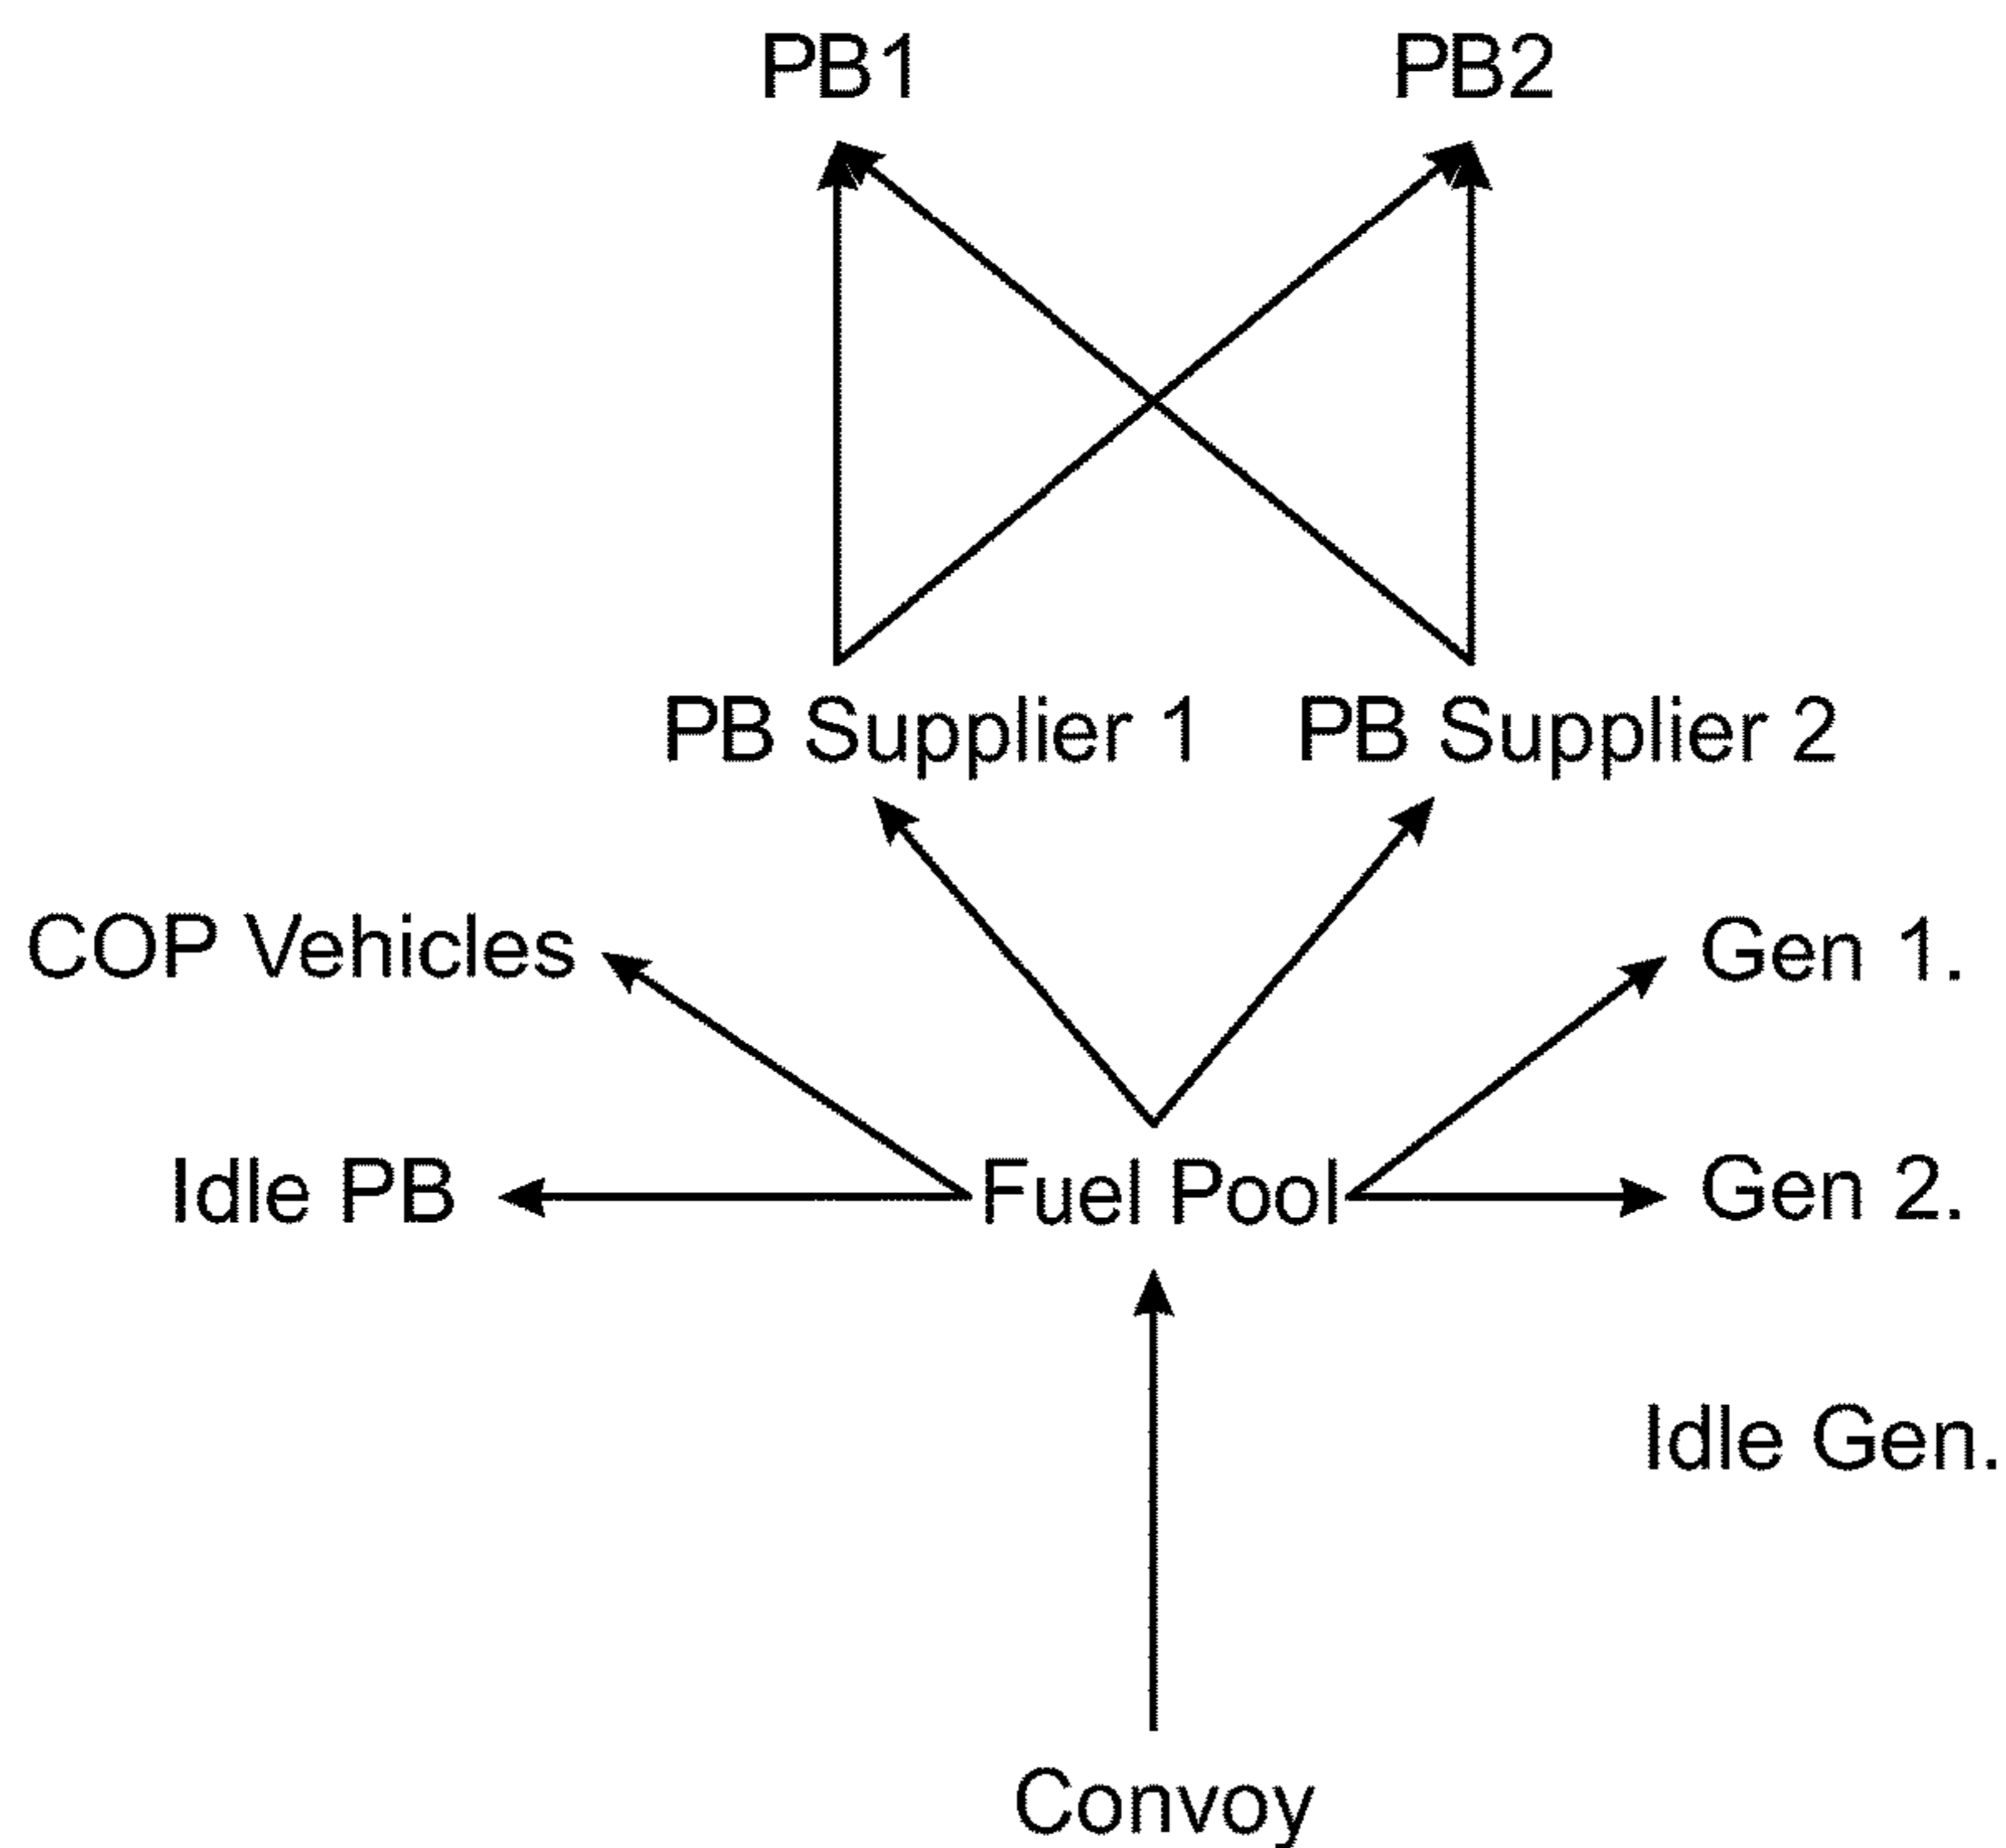 PB1 PB2
PB Supplier 1 PB Supplier 2
COP Vehicles Gen 1.
Idle PB Fuel Pool Gen 2.
Idle Gen.
Convoy